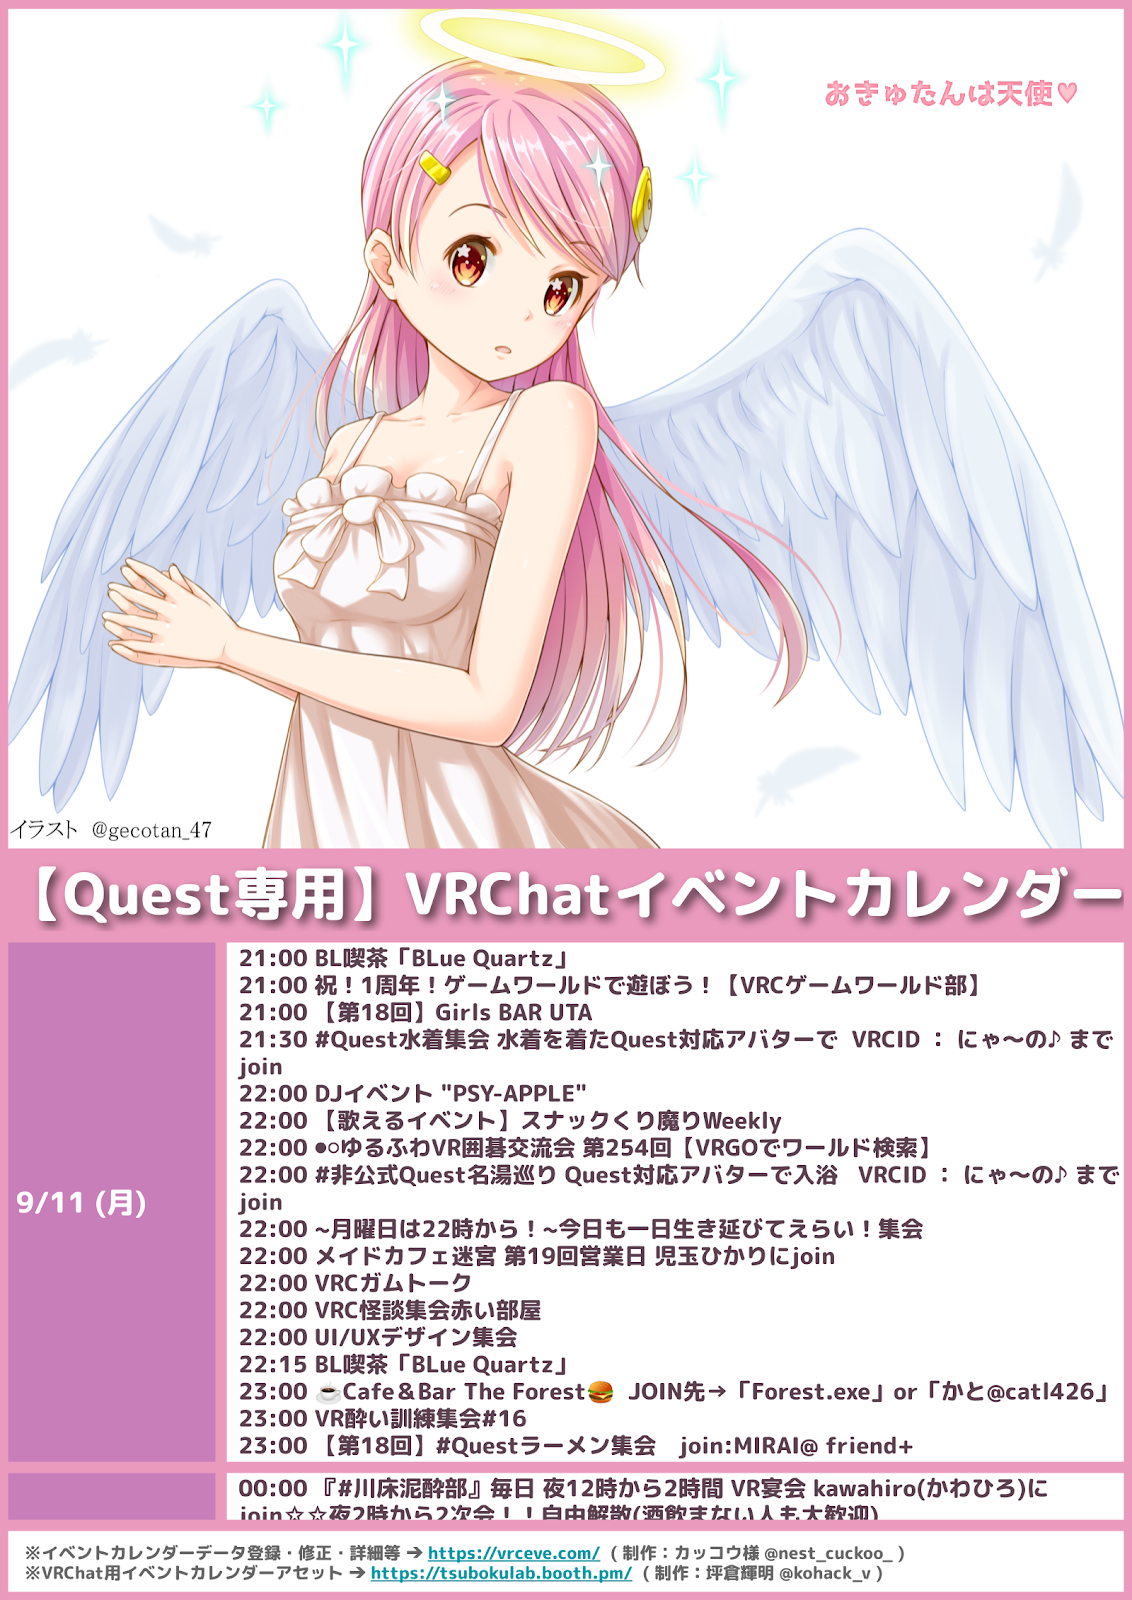 おきゅたんは天使♥
イラスト @gecotan_47
【Quest専用】VRChatイベントカレンダー
9/11 (月)
21:00 BL喫茶「BLue Quartz」
21:00 祝！1周年！ゲームワールドで遊ぼう！【VRCゲームワールド部】
21:00 【第18回】Girls BAR UTA
21:30 #Quest水着集会 水着を着たQuest対応アバターで VRCID ： にゃ～の♪ まで
join
22:00 DJイベント "PSY-APPLE"
22:00 【歌えるイベント】スナックくり魔りWeekly
22:00 ●○ゆるふわVR囲碁交流会 第254回【VRGOでワールド検索】
22:00 #非公式Quest名湯巡り Quest対応アバターで入浴 VRCID ： にゃ～の♪ まで
join
22:00 ~月曜日は22時から！~今日も一日生き延びてえらい！集会
22:00 メイドカフェ迷宮 第19回営業日 児玉ひかりにjoin
22:00 VRCガムトーク
22:00 VRC怪談集会赤い部屋
22:00 UI/UXデザイン集会
22:15 BL喫茶「BLue Quartz」
23:00 ☕Cafe＆Bar The Forest🍔 JOIN先→「Forest.exe」or「かと@catl426」
23:00 VR酔い訓練集会#16
23:00 【第18回】#Questラーメン集会　join:MIRAI@ friend+
00:00 『#川床泥酔部』毎日 夜12時から2時間 VR宴会 kawahiro(かわひろ)に
join☆☆夜2時から2次会！！自由解散(酒飲まない人も大歓迎)
※イベントカレンダーデータ登録・修正・詳細等 ➔ https://vrceve.com/ （ 制作：カッコウ様 @nest_cuckoo_ ）
※VRChat用イベントカレンダーアセット ➔ https://tsubokulab.booth.pm/ （ 制作：坪倉輝明 @kohack_v ）